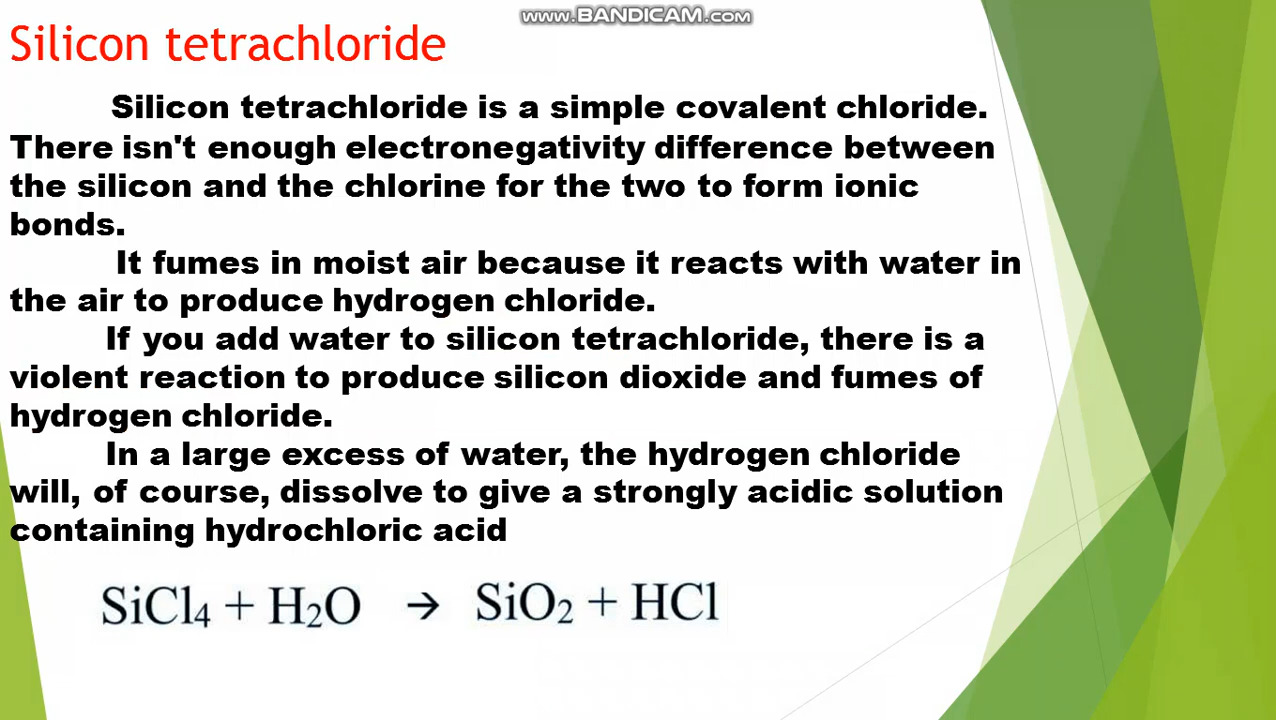 www.BANDICAM.com
Silicon tetrachloride
Silicon tetrachloride is a simple covalent chloride.
There isn't enough electronegativity difference between
the silicon and the chlorine for the two to form ionic
bonds.
It fumes in moist air because it reacts with water in
the air to produce hydrogen chloride.
If you add water to silicon tetrachloride, there is a
violent reaction to produce silicon dioxide and fumes of
hydrogen chloride.
In a large excess of water, the hydrogen chloride
will, of course, dissolve to give a strongly acidic solution
containing hydrochloric acid
SiCl₄ + H₂O → SiO₂ + HCl